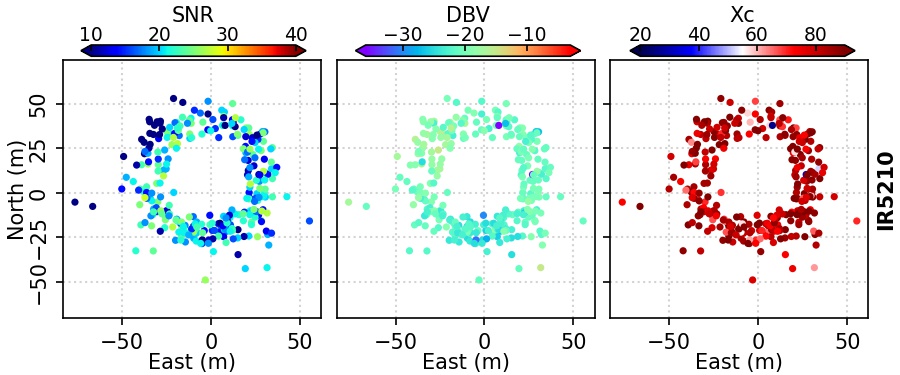 SNR DBV Xc
10 20 30 40 −30 −20 −10 20 40 60 80
50
25
0
−25
−50
North (m)
IR5210
−50 0 50 −50 0 50 −50 0 50
East (m) East (m) East (m)